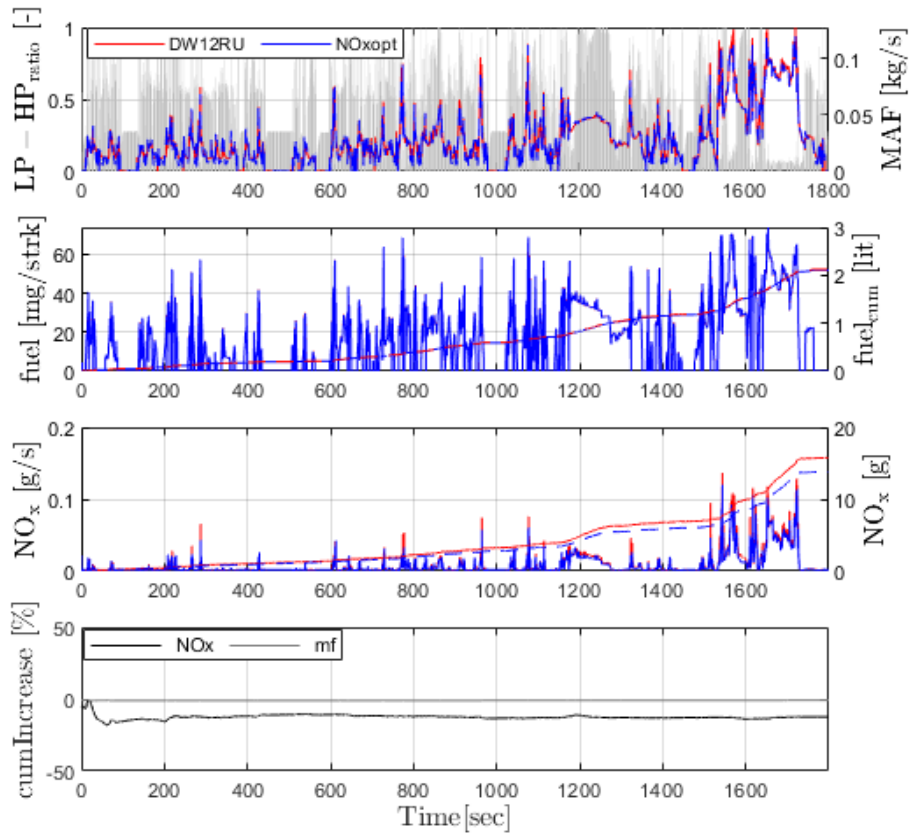 LP − HP_ratio [-]
1
0.5
0
DW12RU
NOxopt
0.1
0.05
0
MAF [kg/s]
0 200 400 600 800 1000 1200 1400 1600 1800
fuel [mg/strk]
60
40
20
0
3
2
1
0
fuel_cum [lit]
0 200 400 600 800 1000 1200 1400 1600 1800
NO_x [g/s]
0.2
0.1
0
20
10
0
NO_x [g]
0 200 400 600 800 1000 1200 1400 1600 1800
cumIncrease [%]
50
0
-50
NOx
mf
0 200 400 600 800 1000 1200 1400 1600
Time[sec]